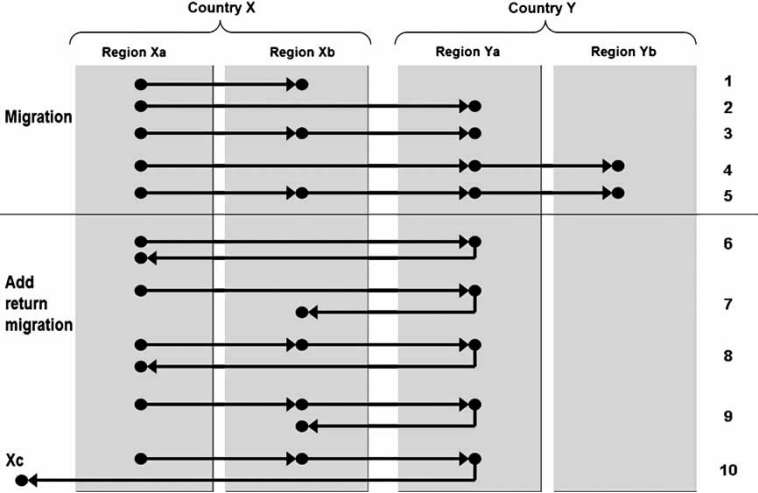 Country X Country Y
Region Xa Region Xb Region Ya Region Yb
1
2
Migration
3
4
5
6
Add
return
migration
7
8
9
Xc
10